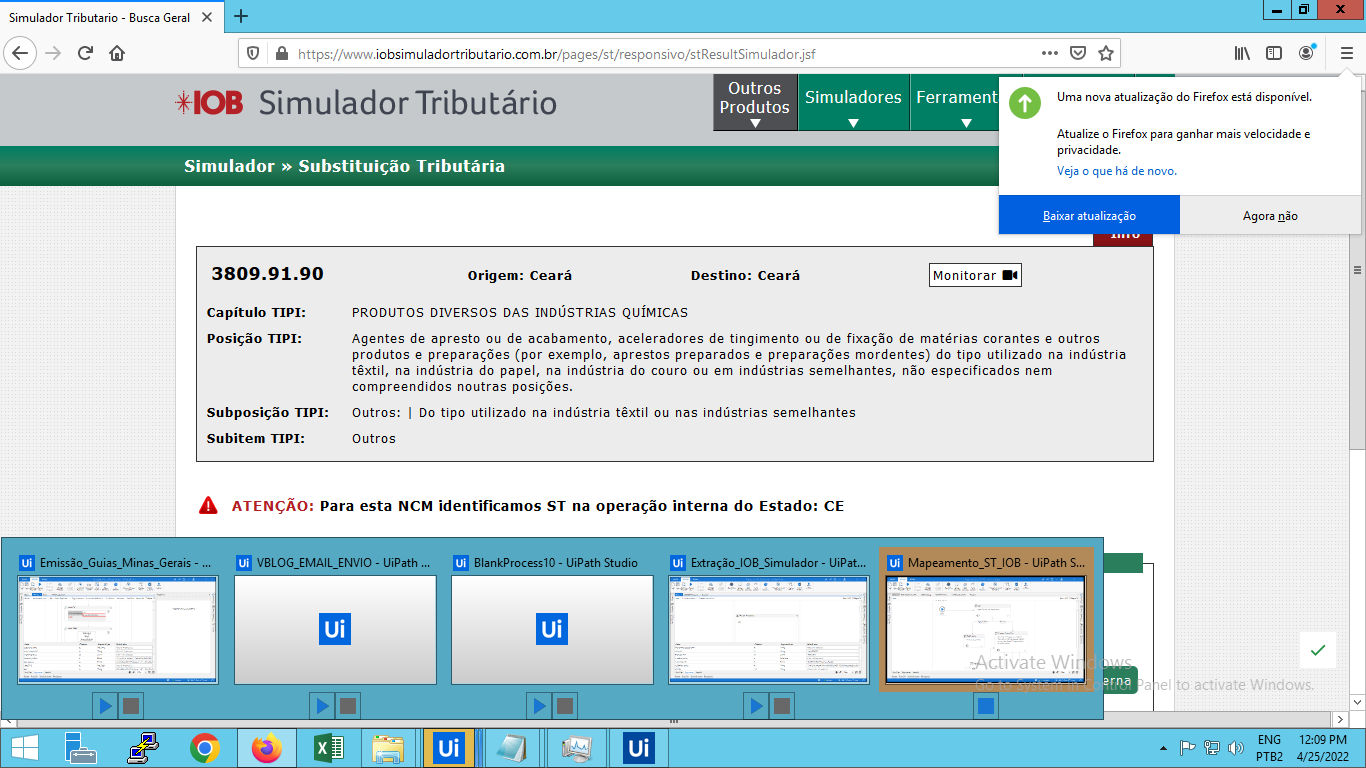 Simulador Tributario - Busca Geral
https://www.iobsimuladortributario.com.br/pages/st/responsivo/stResultSimulador.jsf
IOB Simulador Tributário
Outros Produtos
Simuladores
Ferrament
Uma nova atualização do Firefox está disponível.
Atualize o Firefox para ganhar mais velocidade e
privacidade.
Veja o que há de novo.
Baixar atualização
Agora não
Simulador » Substituição Tributária
Info
3809.91.90
Origem: Ceará
Destino: Ceará
Monitorar
Capítulo TIPI:
PRODUTOS DIVERSOS DAS INDÚSTRIAS QUÍMICAS
Posição TIPI:
Agentes de apresto ou de acabamento, aceleradores de tingimento ou de fixação de matérias corantes e outros
produtos e preparações (por exemplo, aprestos preparados e preparações mordentes) do tipo utilizado na indústria
têxtil, na indústria do papel, na indústria do couro ou em indústrias semelhantes, não especificados nem
compreendidos noutras posições.
Subposição TIPI:
Outros: | Do tipo utilizado na indústria têxtil ou nas indústrias semelhantes
Subitem TIPI:
Outros
ATENÇÃO: Para esta NCM identificamos ST na operação interna do Estado: CE
Ui Emissão_Guias_Minas_Gerais - ...
Ui VBLOG_EMAIL_ENVIO - UiPath ...
Ui BlankProcess10 - UiPath Studio
Ui Extração_IOB_Simulador - UiPat...
Ui Mapeamento_ST_IOB - UiPath S...
Ui
Ui
Activate Windows
Go to System in Control Panel to activate Windows.
erna
Ui
Ui
ENG
PTB2
12:09 PM
4/25/2022